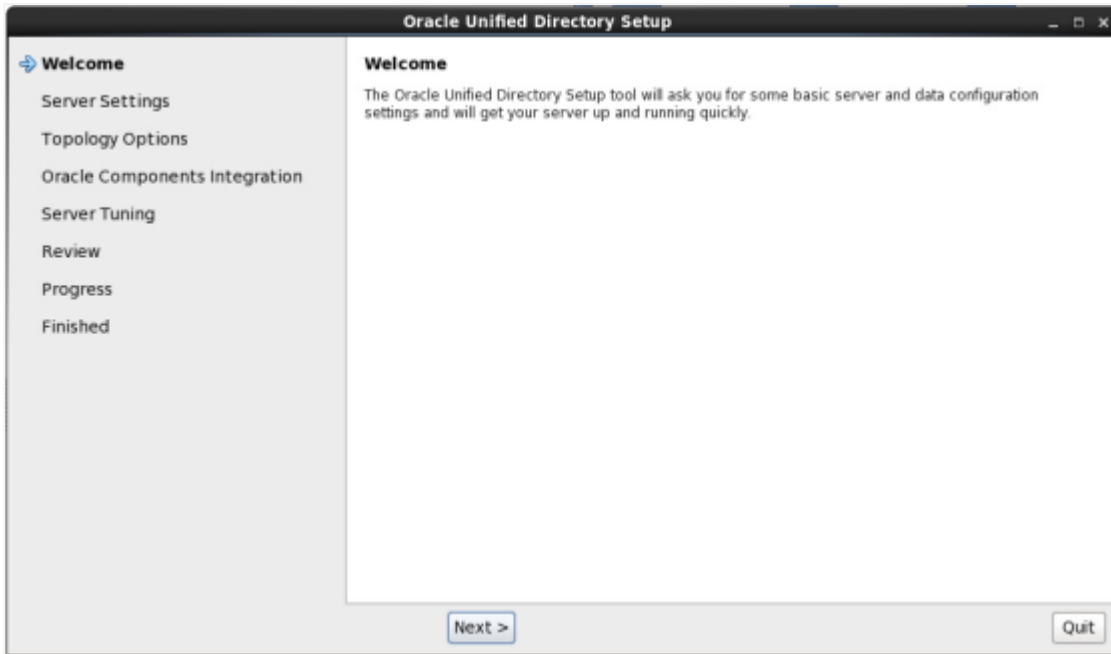 Oracle Unified Directory Setup
Welcome
Server Settings
Topology Options
Oracle Components Integration
Server Tuning
Review
Progress
Finished
Welcome
The Oracle Unified Directory Setup tool will ask you for some basic server and data configuration
settings and will get your server up and running quickly.
Next >
Quit